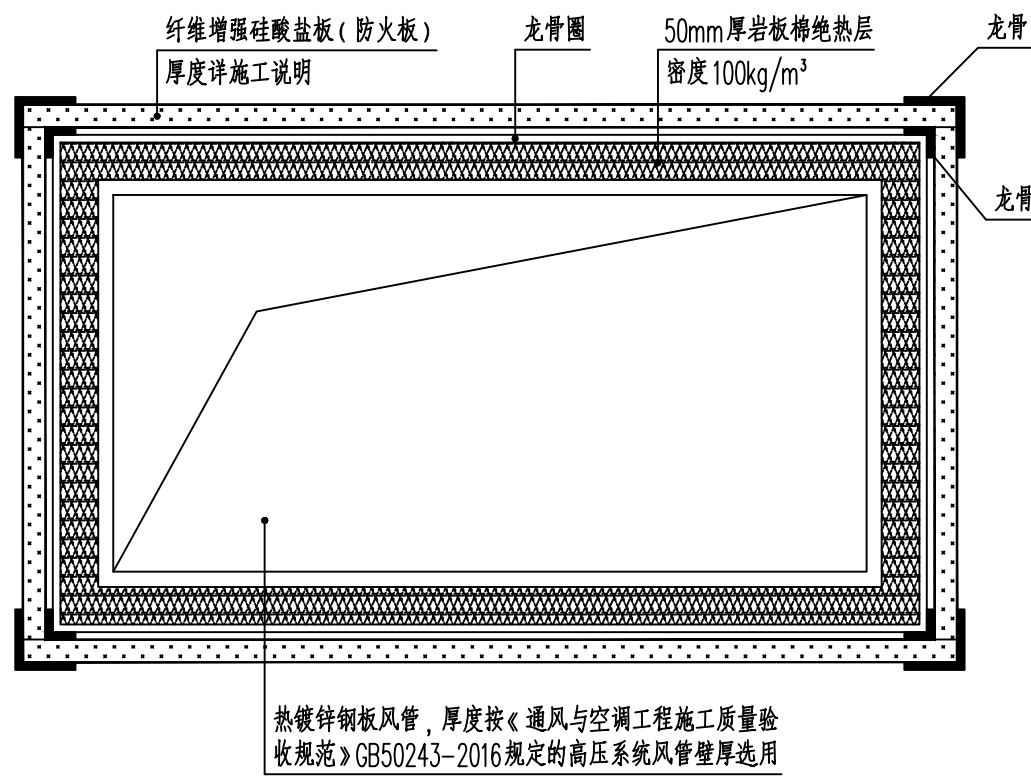 纤维增强硅酸盐板(防火板)
厚度详施工说明
龙骨圈
50mm厚岩板棉绝热层
密度100kg/m³
龙骨
龙骨
热镀锌钢板风管,厚度按《通风与空调工程施工质量验
收规范》GB50243-2016规定的高压系统风管壁厚选用